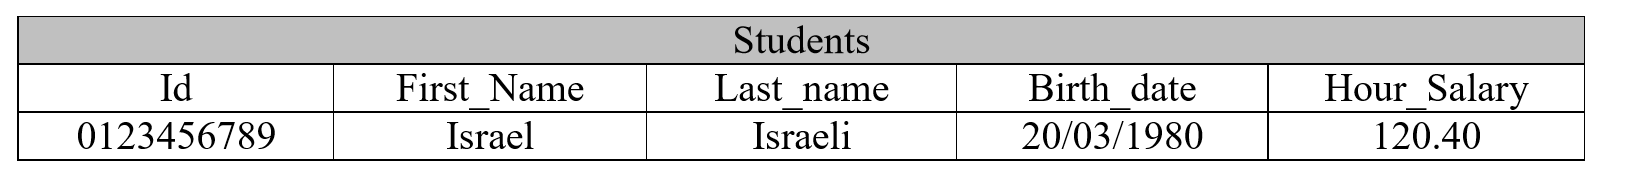 Students
Id First_Name Last_name Birth_date Hour_Salary
0123456789 Israel Israeli 20/03/1980 120.40